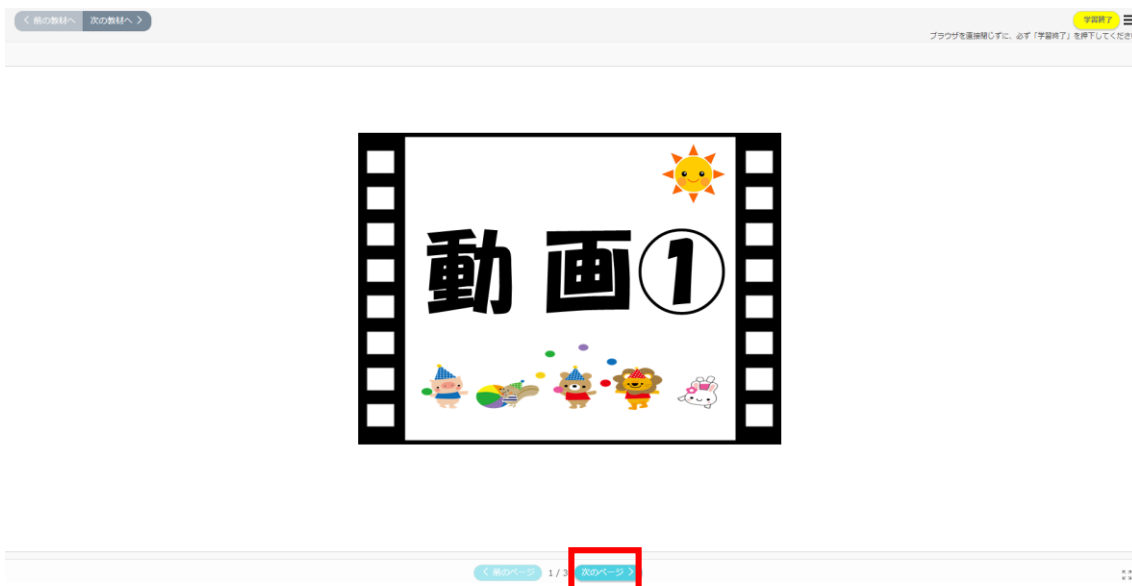 < 前の教材へ 次の教材へ >
学習終了
ブラウザを直接閉じずに、必ず「学習終了」を押下してくださ
動画①
< 前のページ 1 / 3 次のページ >